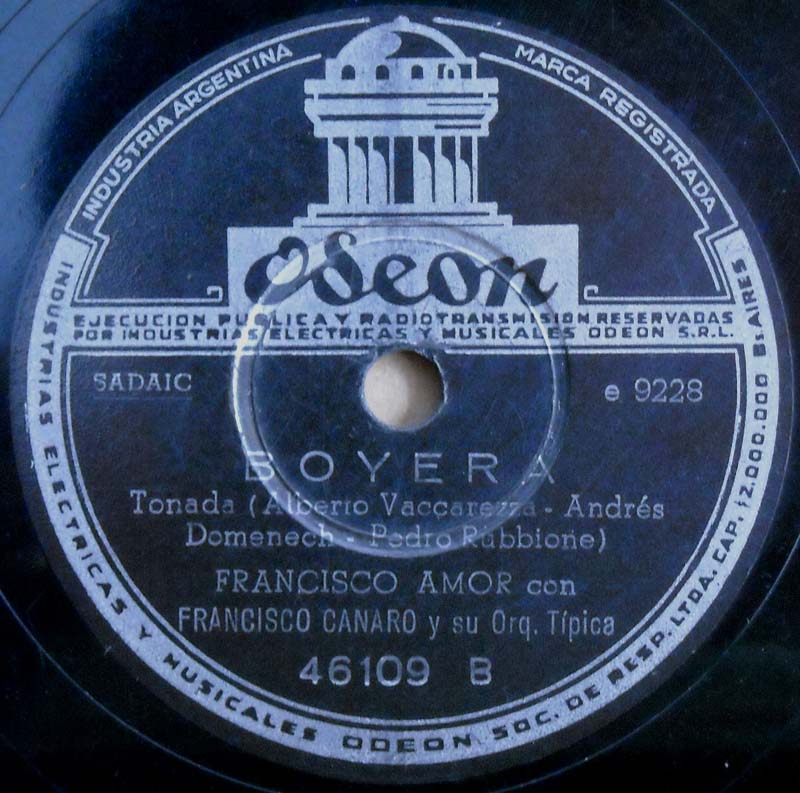 INDUSTRIA ARGENTINA
MARCA REGISTRADA
Odeon
EJECUCION PUBLICA Y RADIOTRANSMISION RESERVADAS
POR INDUSTRIAS ELECTRICAS Y MUSICALES ODEON S.R.L.
SADAIC
e 9228
BOYERA
Tonada (Alberto Vaccarezza - Andrés
Domenech - Pedro Rubbione)
FRANCISCO AMOR con
FRANCISCO CANARO y su Orq. Típica
46109 B
INDUSTRIAS ELECTRICAS Y MUSICALES ODEON SOC. DE RESP. LTDA. CAP. $2.000.000 Bs. AIRES